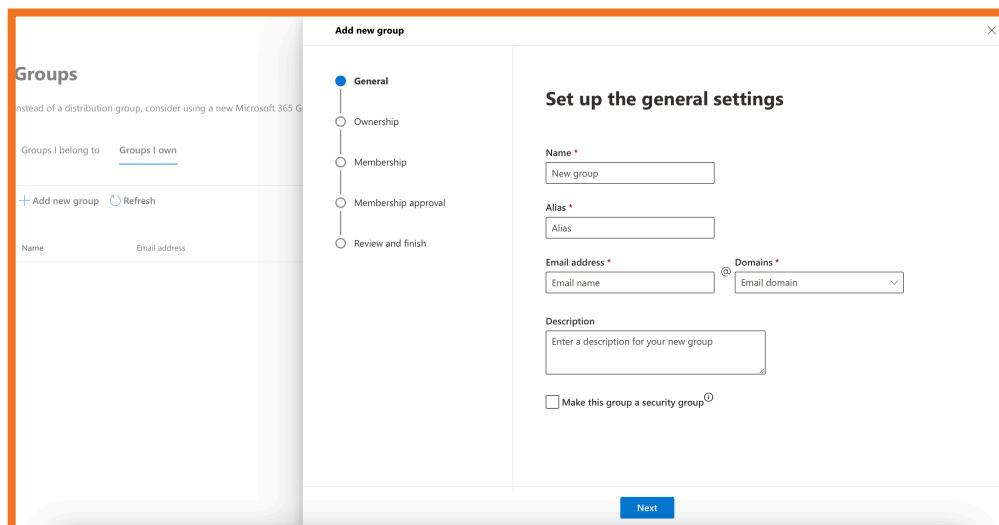 Groups
nstead of a distribution group, consider using a new Microsoft 365 G
Groups I belong to
Groups I own
Add new group
Refresh
Name
Email address
Add new group
General
Ownership
Membership
Membership approval
Review and finish
Set up the general settings
Name *
New group
Alias *
Alias
Email address *
Email name
@
Domains *
Email domain
Description
Enter a description for your new group
Make this group a security group
Next